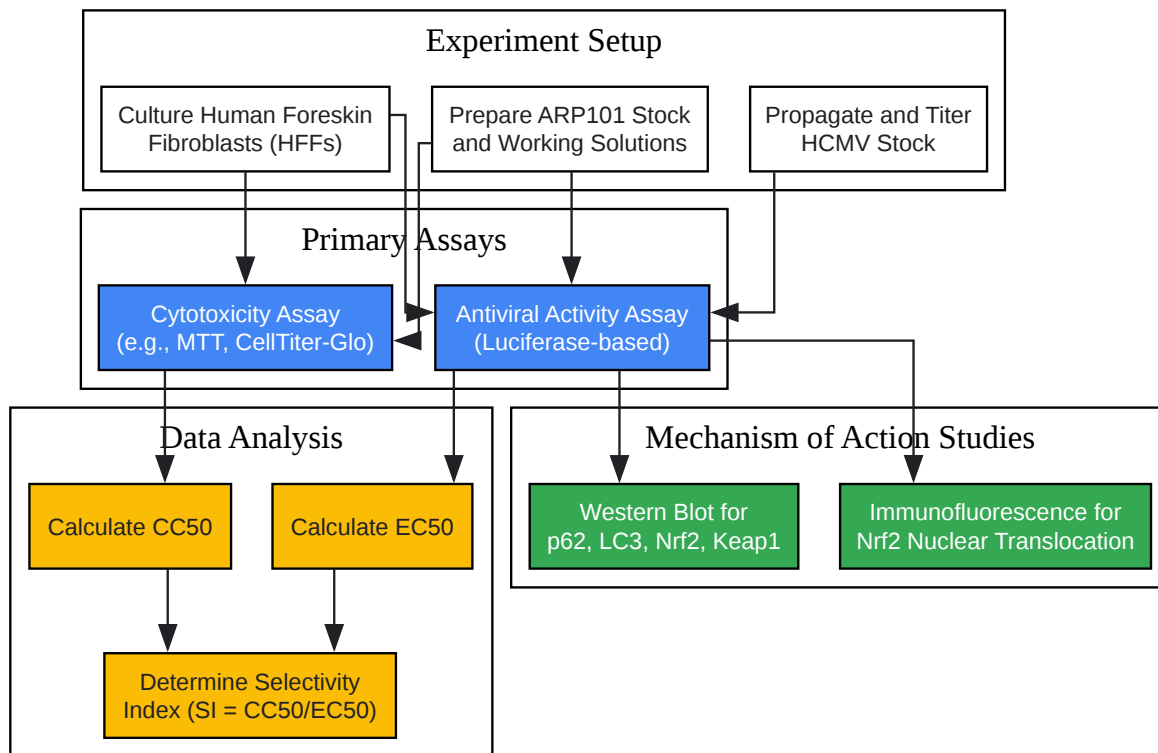 Experiment Setup
Culture Human Foreskin
Fibroblasts (HFFs)
Prepare ARP101 Stock
and Working Solutions
Propagate and Titer
HCMV Stock
Primary Assays
Cytotoxicity Assay
(e.g., MTT, CellTiter-Glo)
Antiviral Activity Assay
(Luciferase-based)
Data Analysis
Calculate CC50
Calculate EC50
Determine Selectivity
Index (SI = CC50/EC50)
Mechanism of Action Studies
Western Blot for
p62, LC3, Nrf2, Keap1
Immunofluorescence for
Nrf2 Nuclear Translocation